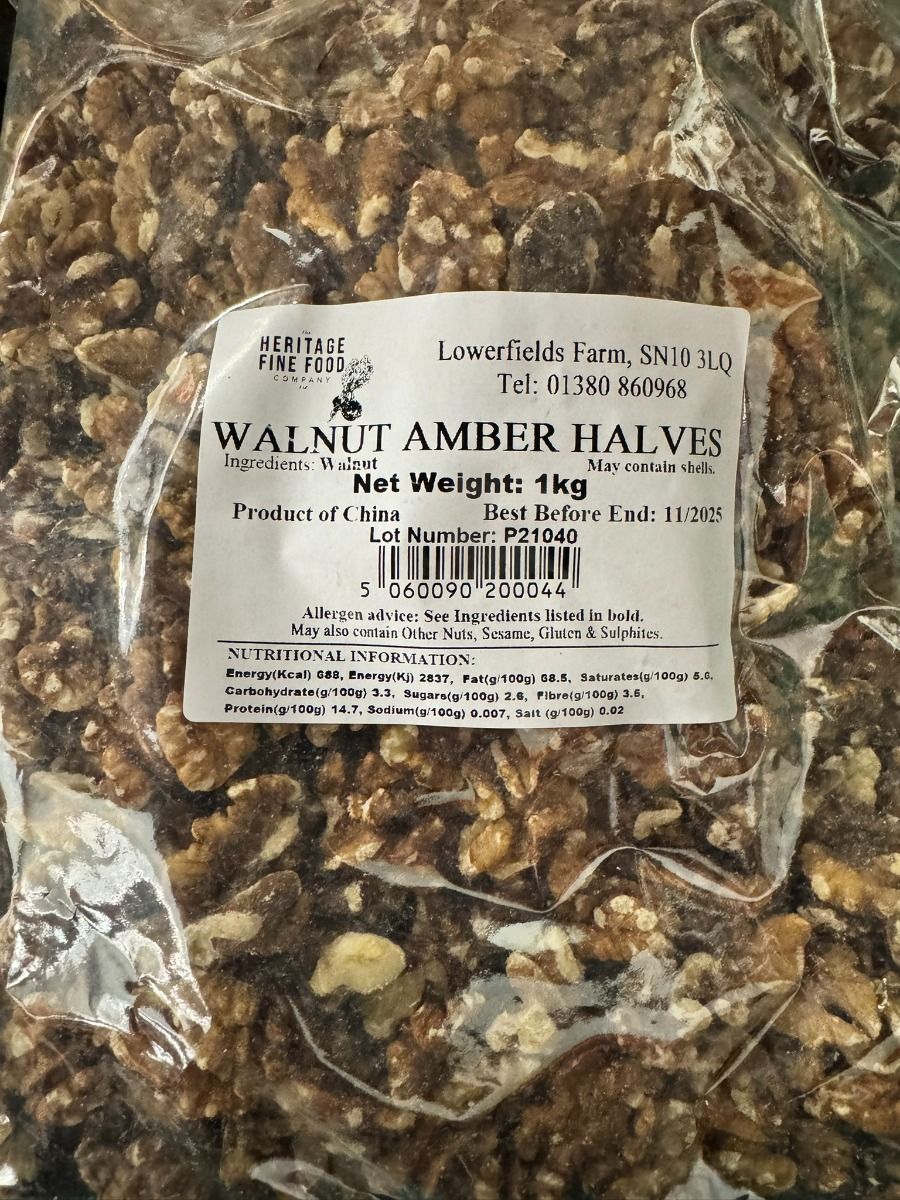 THE
HERITAGE
FINE FOOD
COMPANY
Lowerfields Farm, SN10 3LQ
Tel: 01380 860968
WALNUT AMBER HALVES
Ingredients: Walnut
May contain shells.
Net Weight: 1kg
Product of China
Best Before End: 11/2025
Lot Number: P21040
5 060090 200044
Allergen advice: See Ingredients listed in bold.
May also contain Other Nuts, Sesame, Gluten & Sulphites.
NUTRITIONAL INFORMATION:
Energy(Kcal) 688, Energy(Kj) 2837, Fat(g/100g) 68.5, Saturates(g/100g) 5.6,
Carbohydrate(g/100g) 3.3, Sugars(g/100g) 2.6, Fibre(g/100g) 3.5,
Protein(g/100g) 14.7, Sodium(g/100g) 0.007, Salt (g/100g) 0.02